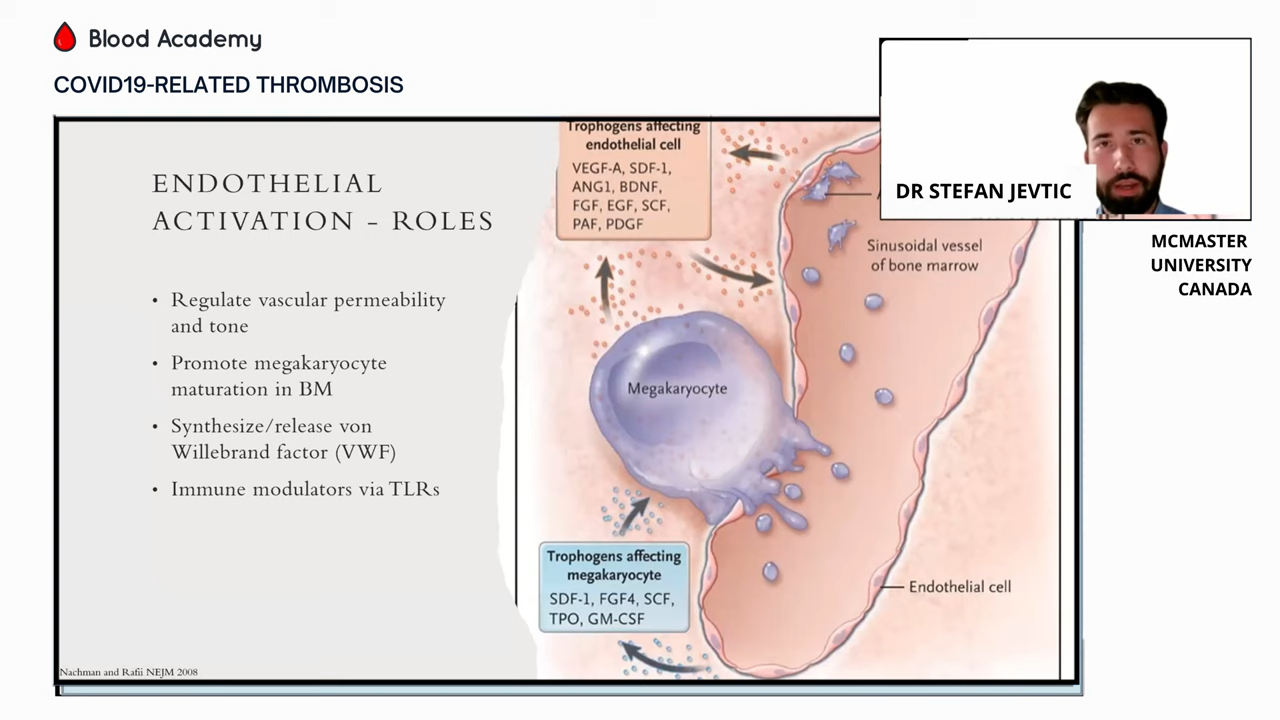 Blood Academy
COVID19-RELATED THROMBOSIS
ENDOTHELIAL
ACTIVATION - ROLES
• Regulate vascular permeability
and tone
• Promote megakaryocyte
maturation in BM
• Synthesize/release von
Willebrand factor (VWF)
• Immune modulators via TLRs
Nachman and Rafii NEJM 2008
Trophogens affecting
endothelial cell
VEGF-A, SDF-1,
ANG1, BDNF,
FGF, EGF, SCF,
PAF, PDGF
Sinusoidal vessel
of bone marrow
Megakaryocyte
Trophogens affecting
megakaryocyte
SDF-1, FGF4, SCF,
TPO, GM-CSF
Endothelial cell
DR STEFAN JEVTIC
MCMASTER
UNIVERSITY
CANADA